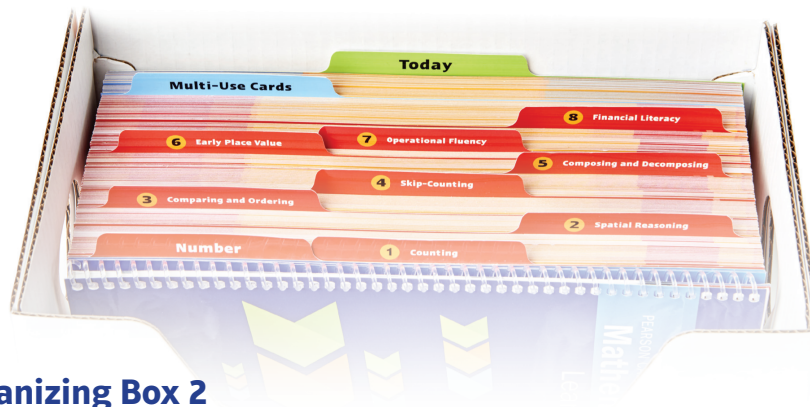 Today
Multi-Use Cards
8 Financial Literacy
6 Early Place Value
7 Operational Fluency
5 Composing and Decomposing
4 Skip-Counting
3 Comparing and Ordering
2 Spatial Reasoning
Number
1 Counting
PEARSON
anizing Box 2